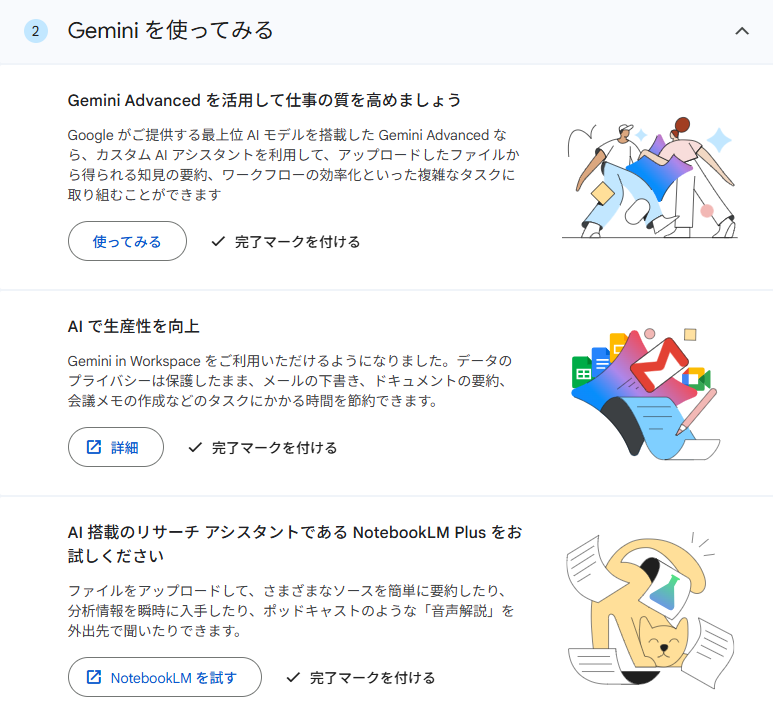 2
Gemini を使ってみる
Gemini Advanced を活用して仕事の質を高めましょう
Google がご提供する最上位 AI モデルを搭載した Gemini Advanced な
ら、カスタム AI アシスタントを利用して、アップロードしたファイルか
ら得られる知見の要約、ワークフローの効率化といった複雑なタスクに
取り組むことができます
使ってみる
完了マークを付ける
AI で生産性を向上
Gemini in Workspace をご利用いただけるようになりました。データの
プライバシーは保護したまま、メールの下書き、ドキュメントの要約、
会議メモの作成などのタスクにかかる時間を節約できます。
詳細
完了マークを付ける
AI 搭載のリサーチ アシスタントである NotebookLM Plus をお
試しください
ファイルをアップロードして、さまざまなソースを簡単に要約したり、
分析情報を瞬時に入手したり、ポッドキャストのような「音声解説」を
外出先で聞いたりできます。
NotebookLM を試す
完了マークを付ける